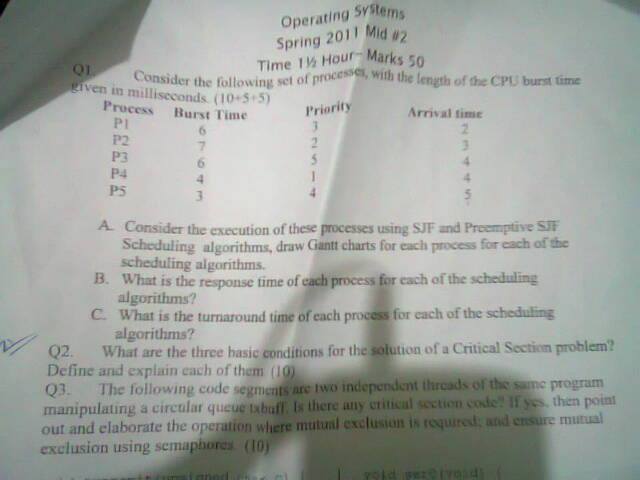 Operating Systems
Spring 2011 Mid #2
Time 1½ Hour– Marks 50
Q1. Consider the following set of processes, with the length of the CPU burst time
given in milliseconds. (10+5+5)
Process Burst Time Priority Arrival time
P1 6 3 2
P2 7 2 3
P3 6 5 4
P4 4 1 4
P5 3 4 5
A. Consider the execution of these processes using SJF and Preemptive SJF
Scheduling algorithms, draw Gantt charts for each process for each of the
scheduling algorithms.
B. What is the response time of each process for each of the scheduling
algorithms?
C. What is the turnaround time of each process for each of the scheduling
algorithms?
Q2. What are the three basic conditions for the solution of a Critical Section problem?
Define and explain each of them (10)
Q3. The following code segments are two independent threads of the same program
manipulating a circular queue txbuff. Is there any critical section code? If yes, then point
out and elaborate the operation where mutual exclusion is required; and ensure mutual
exclusion using semaphores. (10)